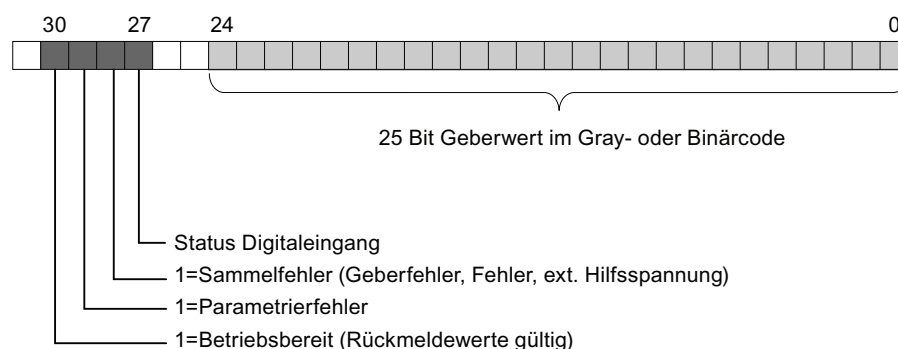 30 27 24 0
25 Bit Geberwert im Gray- oder Binärcode
Status Digitaleingang
1=Sammelfehler (Geberfehler, Fehler, ext. Hilfsspannung)
1=Parametrierfehler
1=Betriebsbereit (Rückmeldewerte gültig)